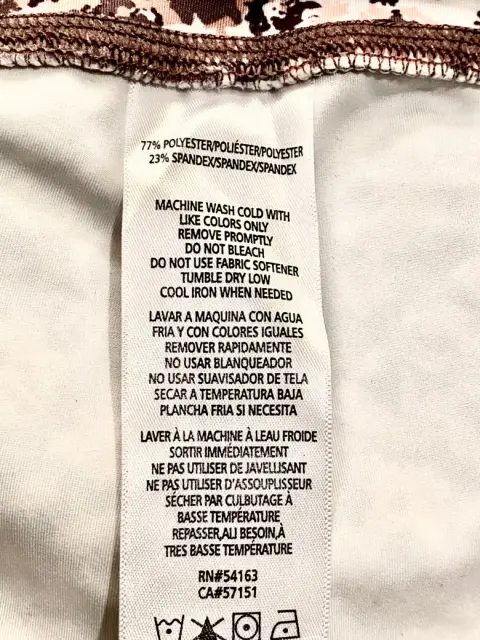 77% POLYESTER/POLIÉSTER/POLYESTER
23% SPANDEX/SPANDEX/SPANDEX
MACHINE WASH COLD WITH
LIKE COLORS ONLY
REMOVE PROMPTLY
DO NOT BLEACH
DO NOT USE FABRIC SOFTENER
TUMBLE DRY LOW
COOL IRON WHEN NEEDED
LAVAR A MAQUINA CON AGUA
FRIA Y CON COLORES IGUALES
REMOVER RAPIDAMENTE
NO USAR BLANQUEADOR
NO USAR SUAVISADOR DE TELA
SECAR A TEMPERATURA BAJA
PLANCHA FRIA SI NECESITA
LAVER À LA MACHINE À LEAU FROIDE
SORTIR IMMÉDIATEMENT
NE PAS UTILISER DE JAVELLISANT
NE PAS UTILISER D'ASSOUPLISSEUR
SÉCHER PAR CULBUTAGE À
BASSE TEMPÉRATURE
REPASSER,ALI BESOIN,À
TRES BASSE TEMPÉRATURE
RN#54163
CA#57151